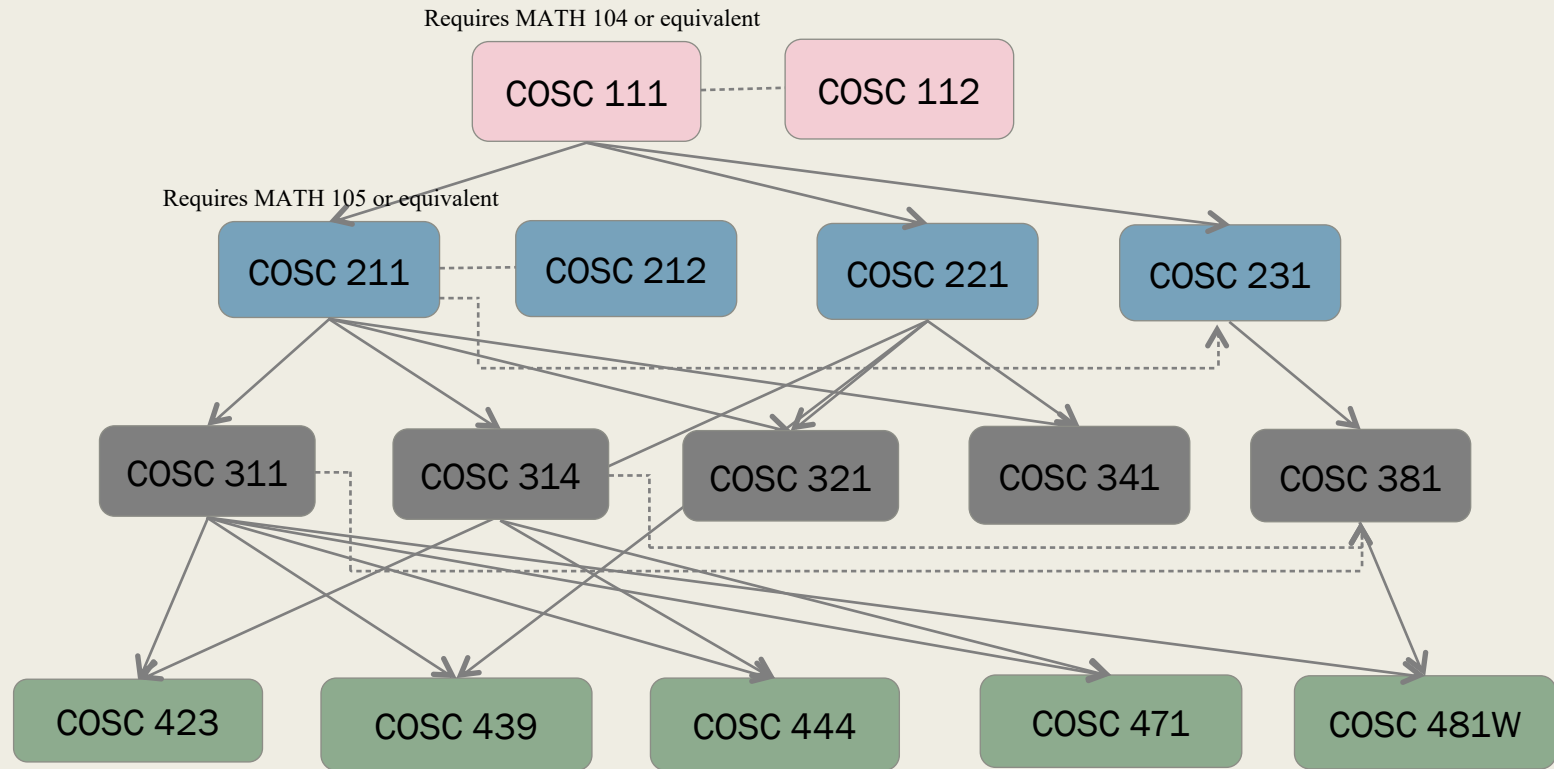 Requires MATH 104 or equivalent
COSC 111
COSC 112
Requires MATH 105 or equivalent
COSC 211
COSC 212
COSC 221
COSC 231
COSC 311
COSC 314
COSC 321
COSC 341
COSC 381
COSC 423
COSC 439
COSC 444
COSC 471
COSC 481W